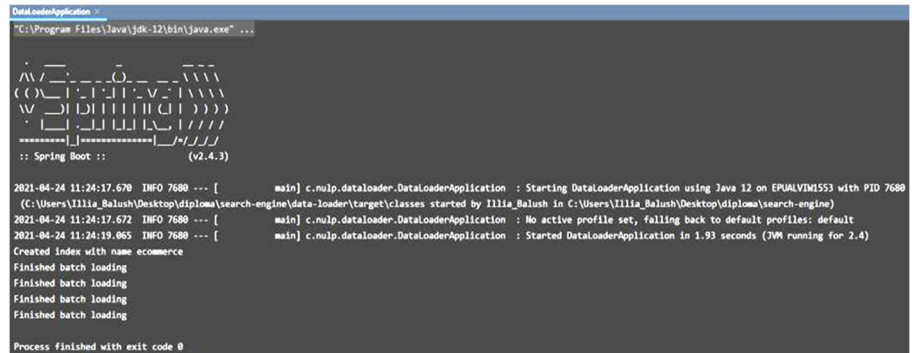 DataLoaderApplication ×
"C:\Program Files\Java\jdk-12\bin\java.exe" ...
:: Spring Boot :: (v2.4.3)
2021-04-24 11:24:17.670 INFO 7680 --- [ main] c.nulp.dataloader.DataLoaderApplication : Starting DataLoaderApplication using Java 12 on EPUALVIW1553 with PID 7680
(C:\Users\Illia_Balush\Desktop\diploma\search-engine\data-loader\target\classes started by Illia_Balush in C:\Users\Illia_Balush\Desktop\diploma\search-engine)
2021-04-24 11:24:17.672 INFO 7680 --- [ main] c.nulp.dataloader.DataLoaderApplication : No active profile set, falling back to default profiles: default
2021-04-24 11:24:19.065 INFO 7680 --- [ main] c.nulp.dataloader.DataLoaderApplication : Started DataLoaderApplication in 1.93 seconds (JVM running for 2.4)
Created index with name ecommerce
Finished batch loading
Finished batch loading
Finished batch loading
Finished batch loading
Process finished with exit code 0